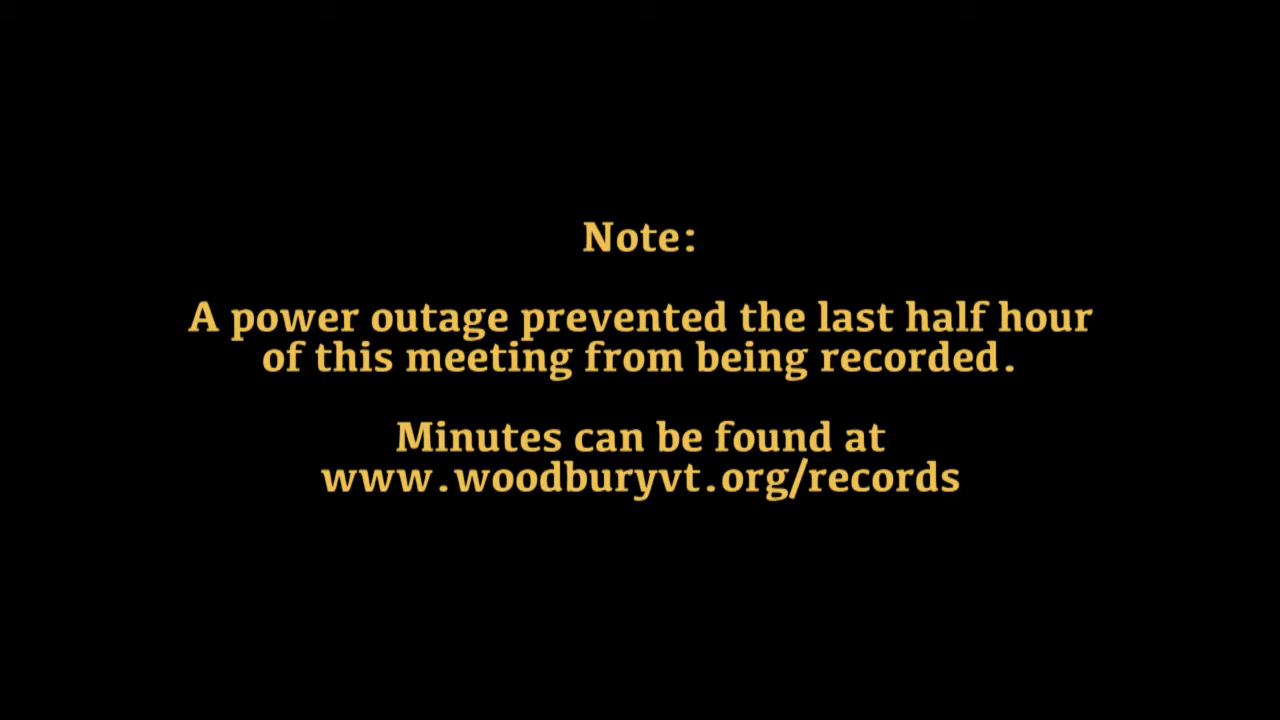 Note:
A power outage prevented the last half hour
of this meeting from being recorded.
Minutes can be found at
www.woodburyvt.org/records